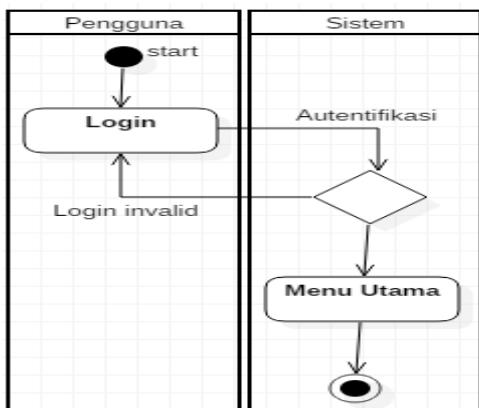 Pengguna
Sistem
start
Login
Autentifikasi
Login invalid
Menu Utama